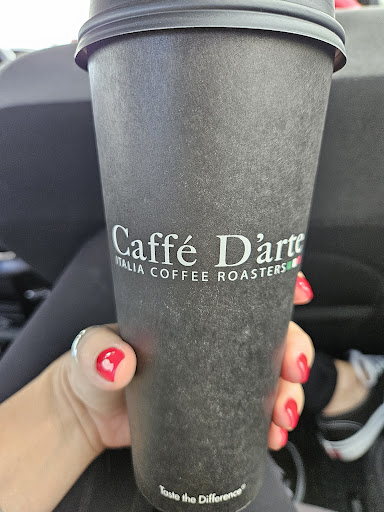 Caffé D'arte
ITALIA COFFEE ROASTERS
Taste the Difference®